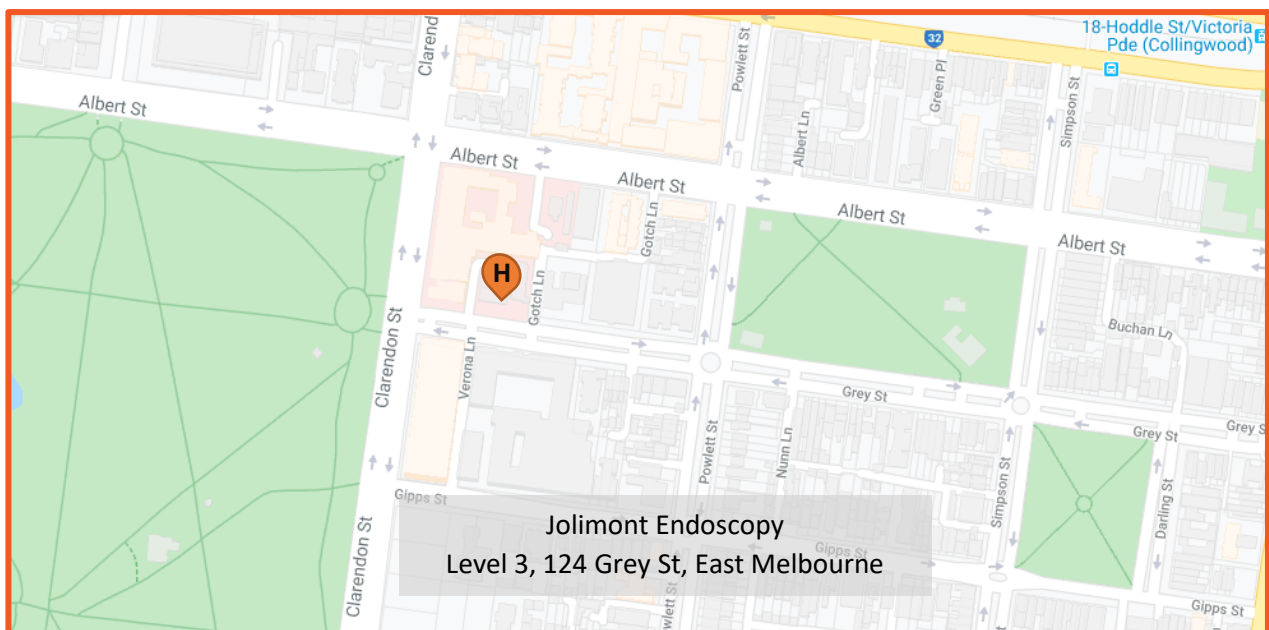 Clarend
Powlett St
32
18-Hoddle St/Victoria
Pde (Collingwood)
Green Pl
Simpson St
Albert St
Albert Ln
Albert St
Albert St
Albert St
Albert St
Gotch Ln
H
Gotch Ln
Clarendon St
Verona Ln
Buchan Ln
Grey St
Grey S
Grey St
Powlett St
Nunn Ln
Simpson St
Darling St
Gipps St
Clarendon St
Jolimont Endoscopy
Gipps St
Level 3, 124 Grey St, East Melbourne
Powlett St
Gipps St